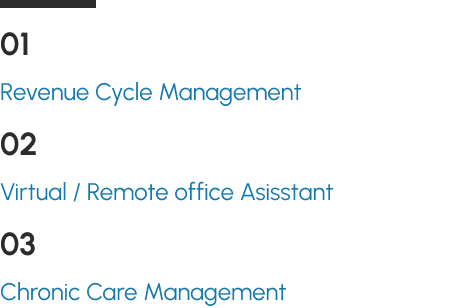 01
Revenue Cycle Management
02
Virtual / Remote office Asisstant
03
Chronic Care Management